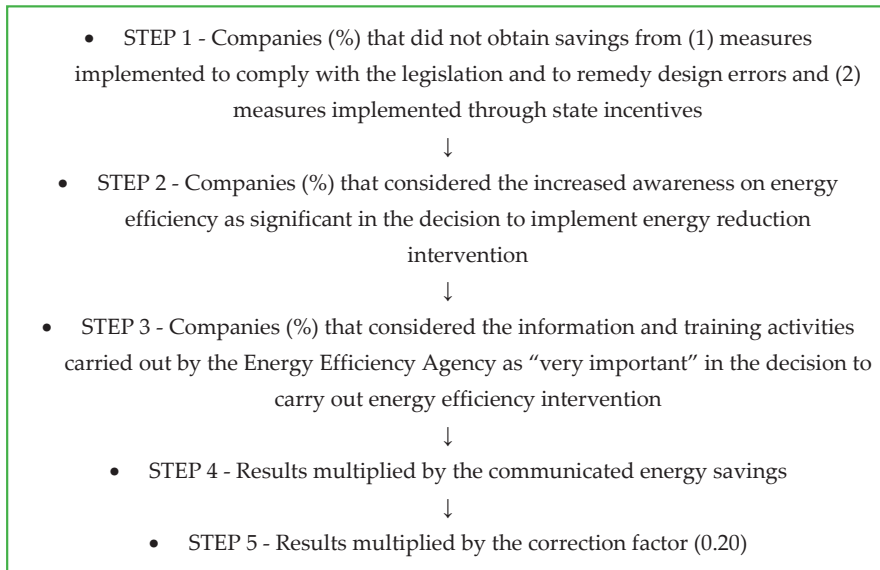 • STEP 1 - Companies (%) that did not obtain savings from (1) measures
implemented to comply with the legislation and to remedy design errors and (2)
measures implemented through state incentives
↓
• STEP 2 - Companies (%) that considered the increased awareness on energy
efficiency as significant in the decision to implement energy reduction
intervention
↓
• STEP 3 - Companies (%) that considered the information and training activities
carried out by the Energy Efficiency Agency as “very important” in the decision to
carry out energy efficiency intervention
↓
• STEP 4 - Results multiplied by the communicated energy savings
↓
• STEP 5 - Results multiplied by the correction factor (0.20)